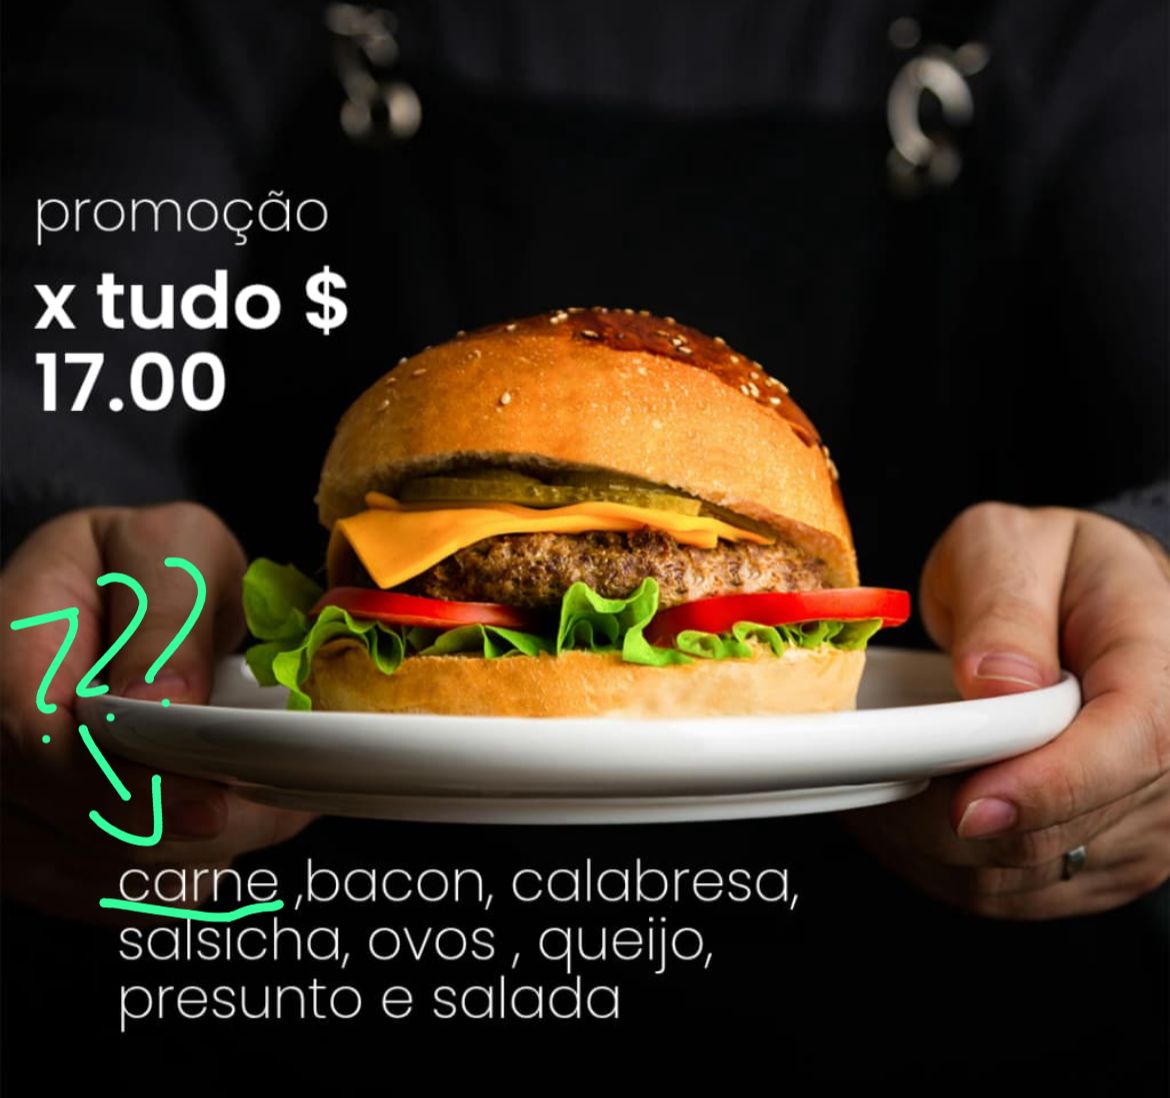 promoção
x tudo $
17.00
???
carne ,bacon, calabresa,
salsicha, ovos , queijo,
presunto e salada